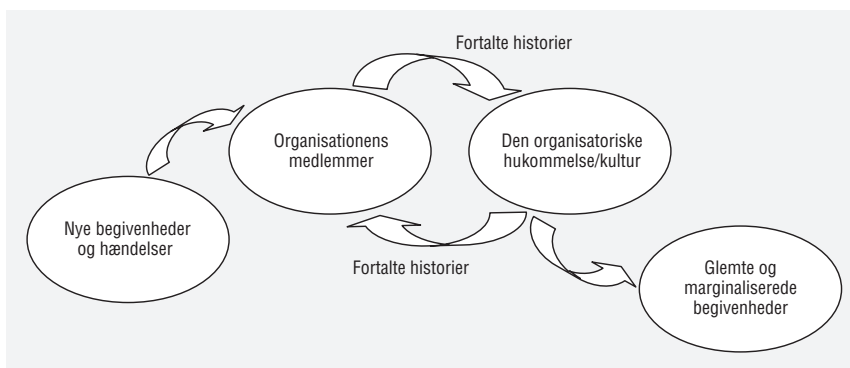 Fortalte historier
Organisationens
medlemmer
Den organisatoriske
hukommelse/kultur
Nye begivenheder
og hændelser
Fortalte historier
Glemte og
marginaliserede
begivenheder